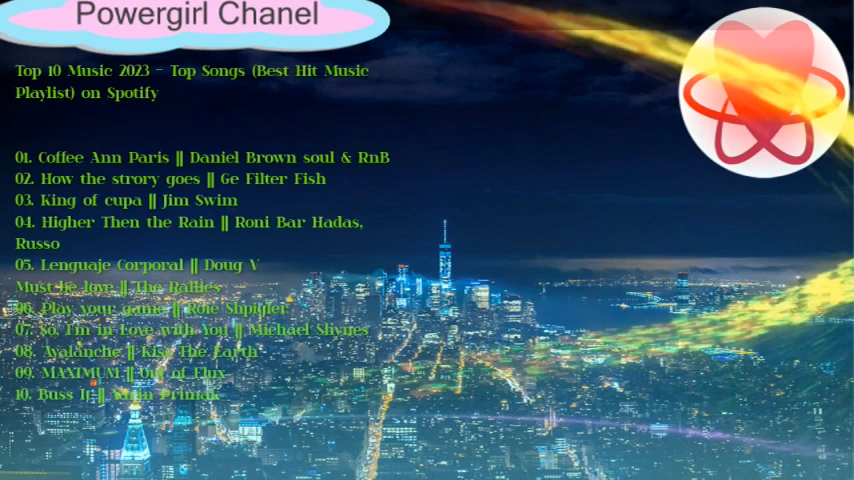 Powergirl Chanel
Top 10 Music 2023 - Top Songs (Best Hit Music
Playlist) on Spotify
01. Coffee Ann Paris || Daniel Brown soul & RnB
02. How the strory goes || Ge Filter Fish
03. King of cupa || Jim Swim
04. Higher Then the Rain || Roni Bar Hadas,
Russo
05. Lenguaje Corporal || Doug V
Must be love || The Rallies
06. Play your game || Roie Shpigler
07. So, I'm in Love with You || Michael Shynes
08. Avalanche || Kiss The Earth
09. MAXIMUM || Out of Flux
10. Buss It || Primak